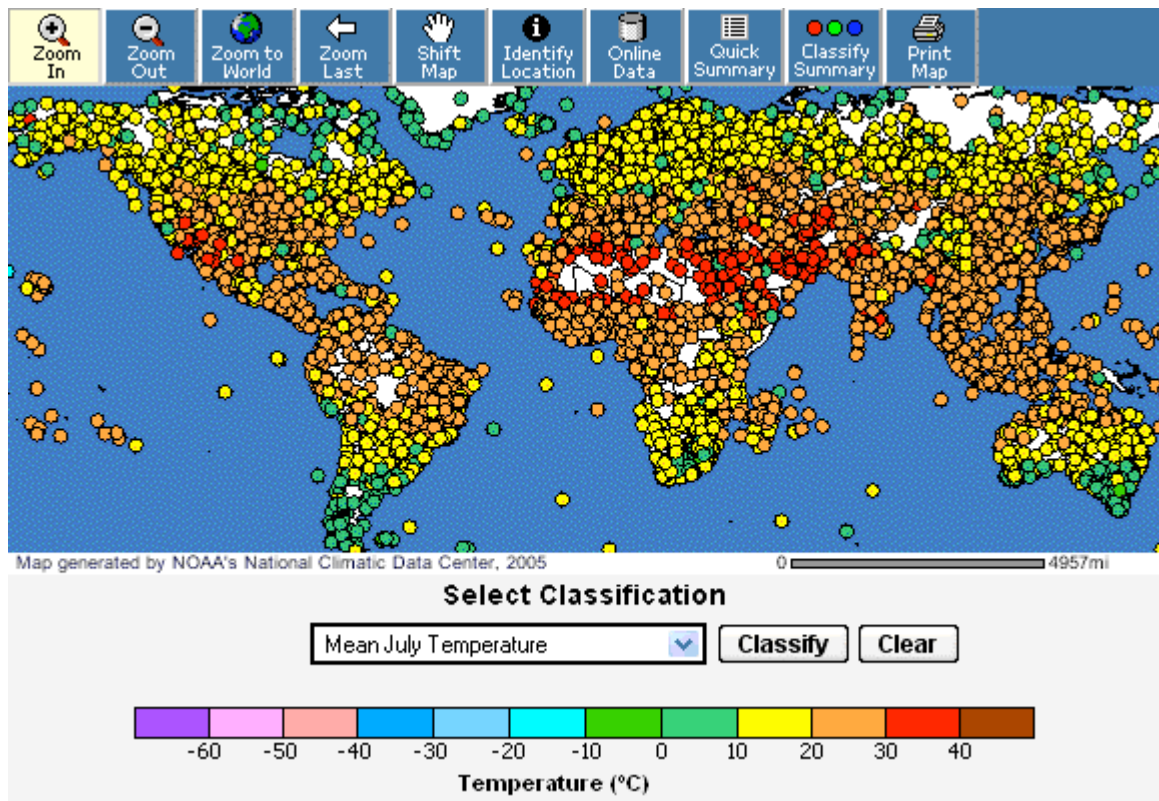 Zoom In
Zoom Out
Zoom to World
Zoom Last
Shift Map
Identify Location
Online Data
Quick Summary
Classify Summary
Print Map
Map generated by NOAA's National Climatic Data Center, 2005
0 4957mi
Select Classification
Mean July Temperature Classify Clear
-60 -50 -40 -30 -20 -10 0 10 20 30 40
Temperature (ºC)